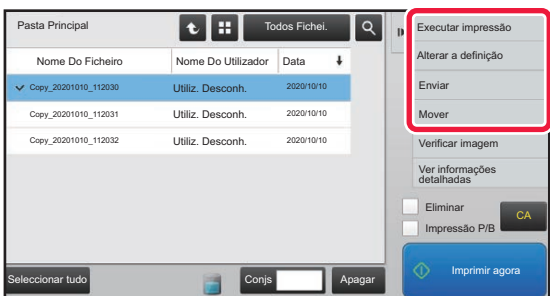 Pasta Principal
Todos Fichei.
Nome Do Ficheiro Nome Do Utilizador Data
Copy_20201010_112030 Utiliz. Desconh. 2020/10/10
Copy_20201010_112031 Utiliz. Desconh. 2020/10/10
Copy_20201010_112032 Utiliz. Desconh. 2020/10/10
Seleccionar tudo
Conjs
Apagar
Executar impressão
Alterar a definição
Enviar
Mover
Verificar imagem
Ver informações
detalhadas
Eliminar
Impressão P/B
CA
Imprimir agora